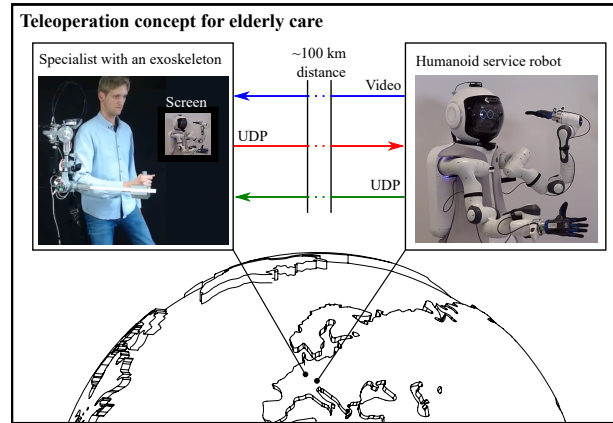 Teleoperation concept for elderly care
Specialist with an exoskeleton
~100 km
distance
Humanoid service robot
Screen
Video
UDP
UDP